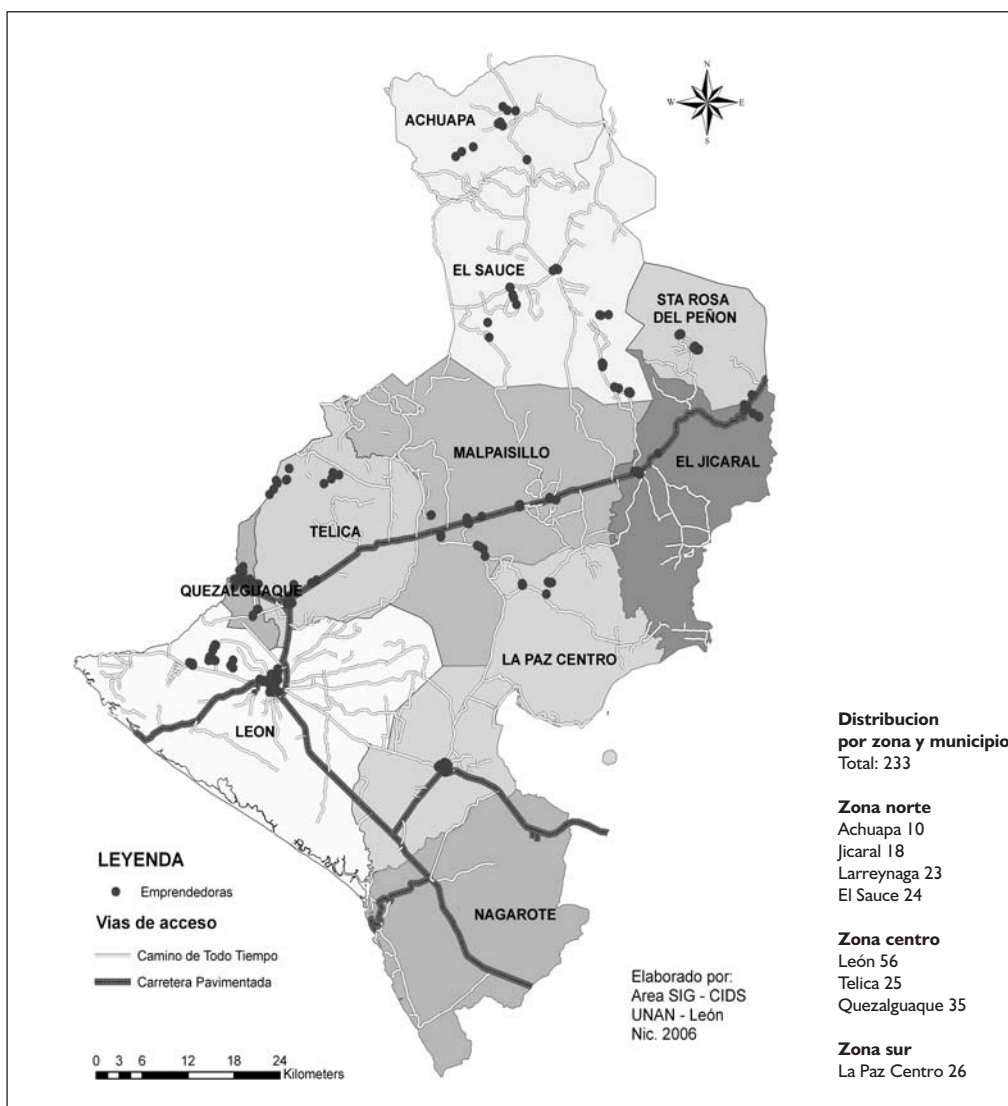 N
W E
S
ACHUAPA
EL SAUCE
STA ROSA
DEL PEÑON
MALPAISILLO
EL JICARAL
TELICA
QUEZALGUAQUE
LA PAZ CENTRO
LEON
NAGAROTE
LEYENDA
Emprendedoras
Vias de acceso
Camino de Todo Tiempo
Carretera Pavimentada
0 3 6 12 18 24
Kilometers
Elaborado por:
Area SIG - CIDS
UNAN - León
Nic. 2006
Distribucion
por zona y municipio
Total: 233
Zona norte
Achuapa 10
Jicaral 18
Larreynaga 23
El Sauce 24
Zona centro
León 56
Telica 25
Quezalguaque 35
Zona sur
La Paz Centro 26